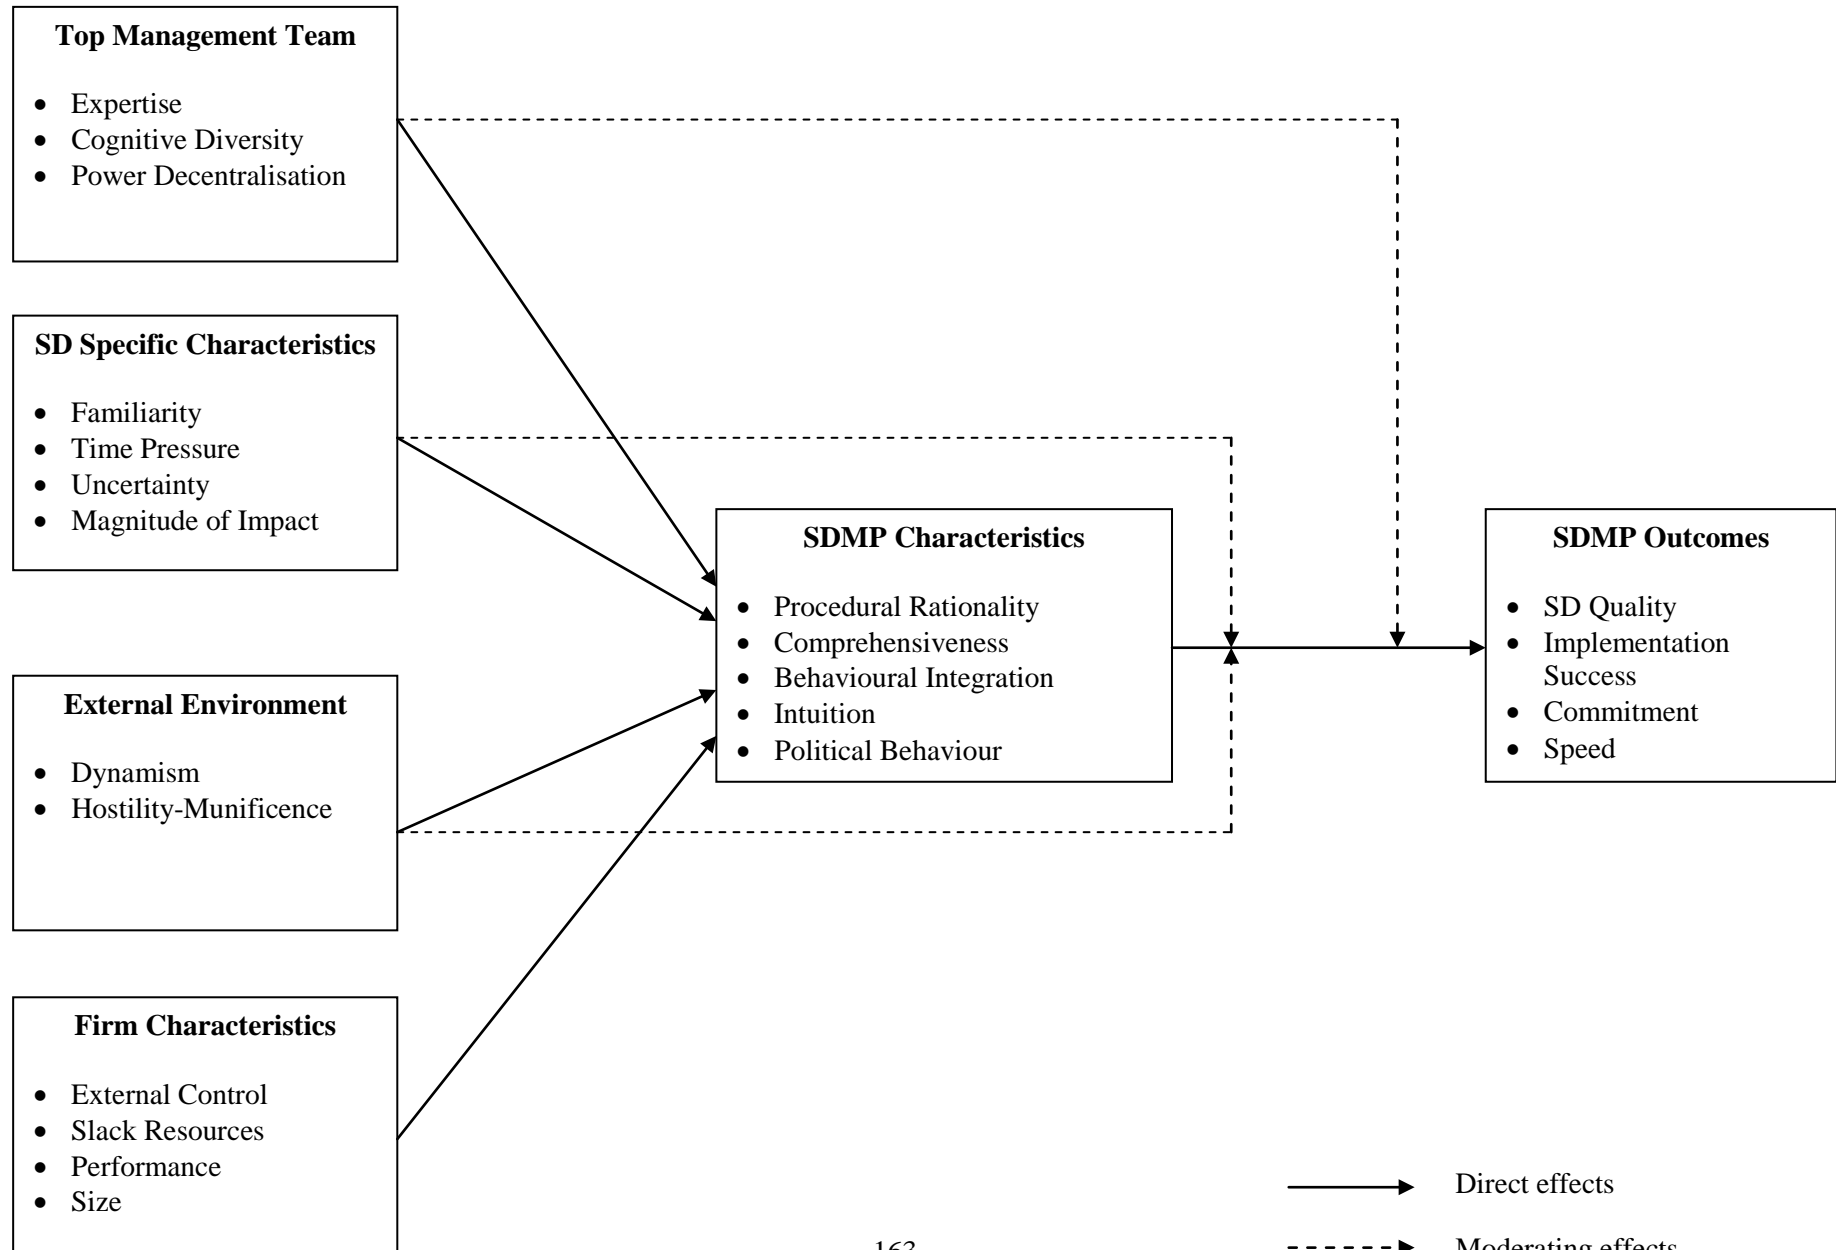 Top Management Team
• Expertise
• Cognitive Diversity
• Power Decentralisation
SD Specific Characteristics
• Familiarity
• Time Pressure
• Uncertainty
• Magnitude of Impact
External Environment
• Dynamism
• Hostility-Munificence
Firm Characteristics
• External Control
• Slack Resources
• Performance
• Size
SDMP Characteristics
• Procedural Rationality
• Comprehensiveness
• Behavioural Integration
• Intuition
• Political Behaviour
SDMP Outcomes
• SD Quality
• Implementation
Success
• Commitment
• Speed
Direct effects
Moderating effects
163